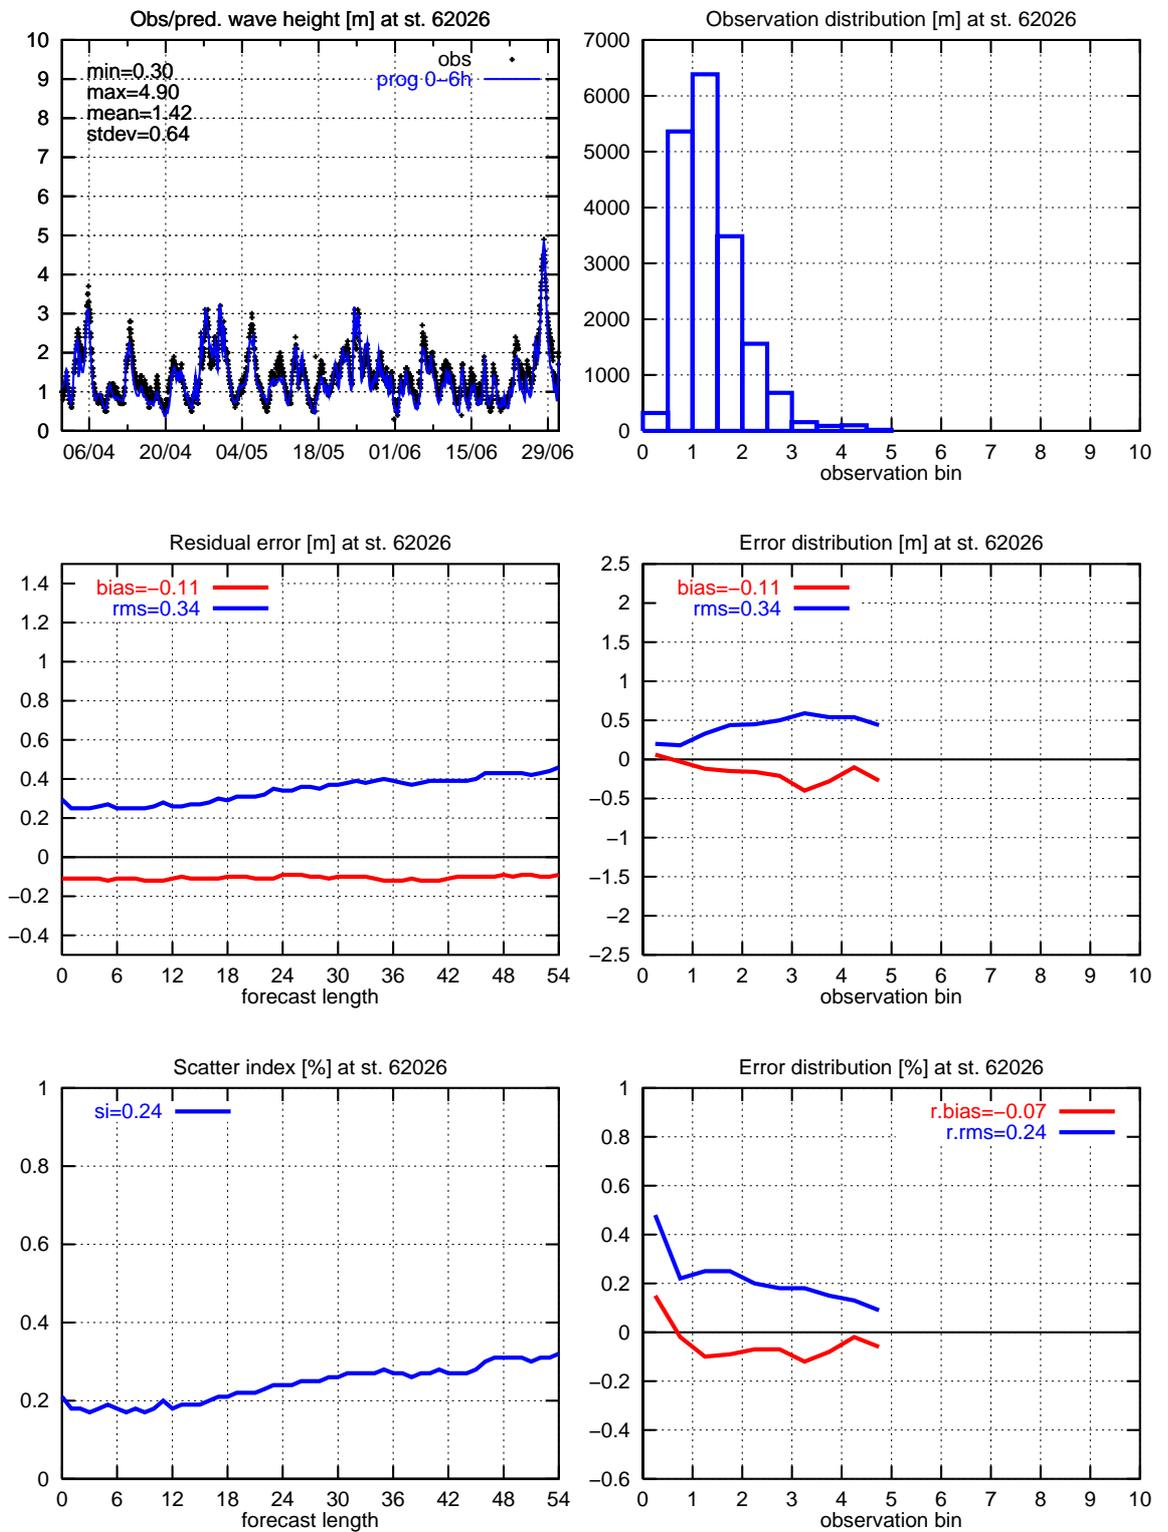 Obs/pred. wave height [m] at st. 62026
10
9
8
7
6
5
4
3
2
1
0
min=0.30
max=4.90
mean=1.42
stdev=0.64
obs
prog 0−6h
06/04 20/04 04/05 18/05 01/06 15/06 29/06
Observation distribution [m] at st. 62026
7000
6000
5000
4000
3000
2000
1000
0
0 1 2 3 4 5 6 7 8 9 10
observation bin
Residual error [m] at st. 62026
bias=−0.11
rms=0.34
1.4
1.2
1
0.8
0.6
0.4
0.2
0
−0.2
−0.4
0 6 12 18 24 30 36 42 48 54
forecast length
Error distribution [m] at st. 62026
bias=−0.11
rms=0.34
2.5
2
1.5
1
0.5
0
−0.5
−1
−1.5
−2
−2.5
0 1 2 3 4 5 6 7 8 9 10
observation bin
Scatter index [%] at st. 62026
si=0.24
1
0.8
0.6
0.4
0.2
0
0 6 12 18 24 30 36 42 48 54
forecast length
Error distribution [%] at st. 62026
r.bias=−0.07
r.rms=0.24
1
0.8
0.6
0.4
0.2
0
−0.2
−0.4
−0.6
0 1 2 3 4 5 6 7 8 9 10
observation bin